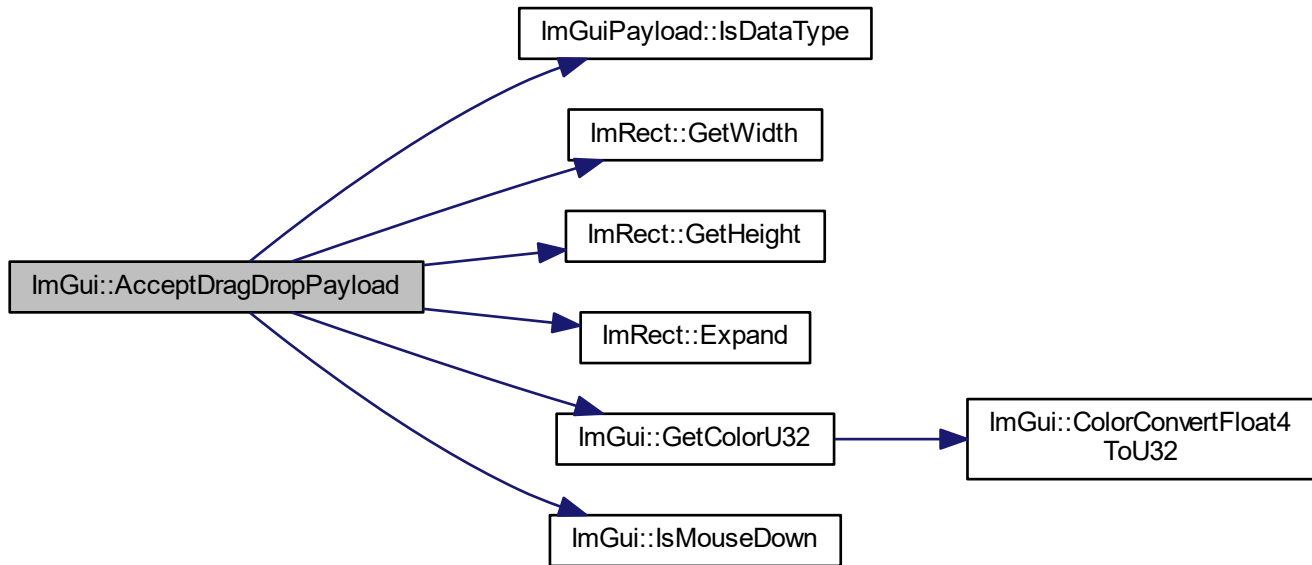 ImGuiPayload::IsDataType
ImRect::GetWidth
ImRect::GetHeight
ImGui::AcceptDragDropPayload
ImRect::Expand
ImGui::GetColorU32
ImGui::ColorConvertFloat4
ToU32
ImGui::IsMouseDown